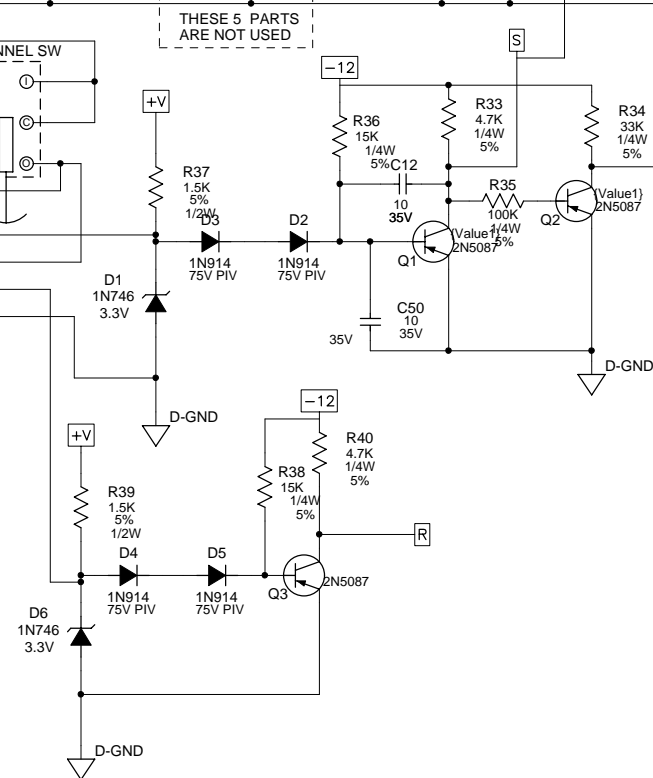 THESE 5 PARTS
ARE NOT USED
NNEL SW
I
C
O
S
-12
+V
R36
15K
1/4W
5%
C12
10
35V
R33
4.7K
1/4W
5%
R34
33K
1/4W
5%
R37
1.5K
5%
1/2W
D3
1N914
75V PIV
D2
1N914
75V PIV
R35
100K
1/4W
5%
{Value1}
2N5087
Q1
{Value1}
2N5087
Q2
D1
1N746
3.3V
C50
10
35V
35V
D-GND
D-GND
-12
+V
R40
4.7K
1/4W
5%
R38
15K
1/4W
5%
R39
1.5K
5%
1/2W
R
D4
1N914
75V PIV
D5
1N914
75V PIV
Q3
2N5087
D6
1N746
3.3V
D-GND